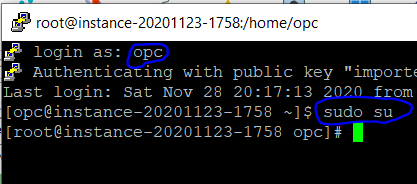 root@instance-20201123-1758:/home/opc
login as: opc
Authenticating with public key "importe
Last login: Sat Nov 28 20:17:13 2020 from
[opc@instance-20201123-1758 ~]$ sudo su
[root@instance-20201123-1758 opc]#